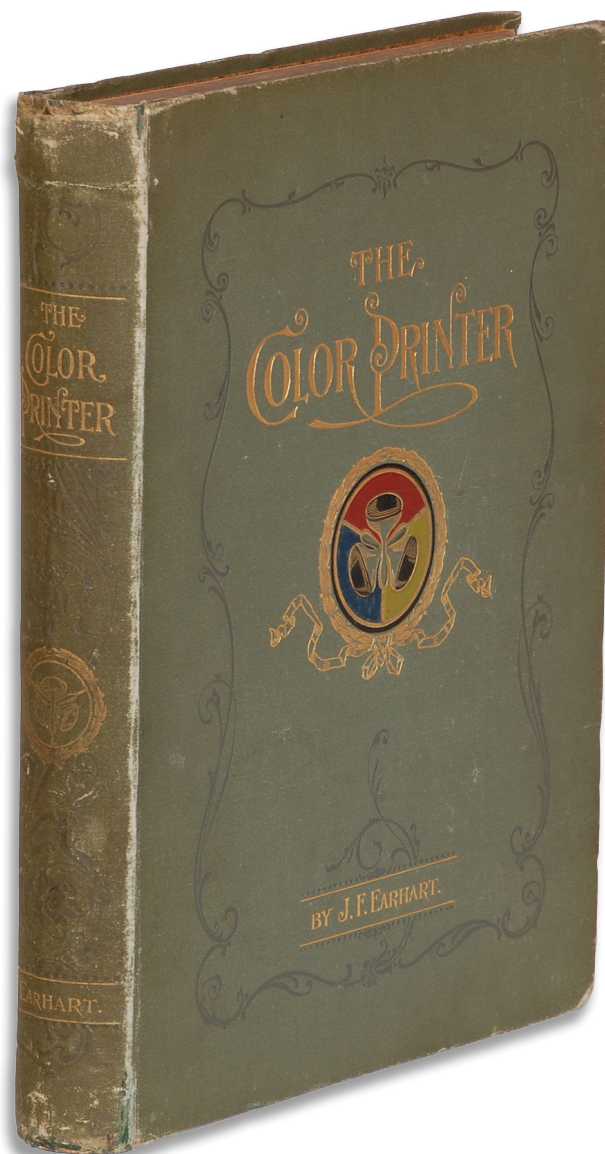 THE
COLOR PRINTER
BY J. F. EARHART.
THE
COLOR
PRINTER
EARHART.